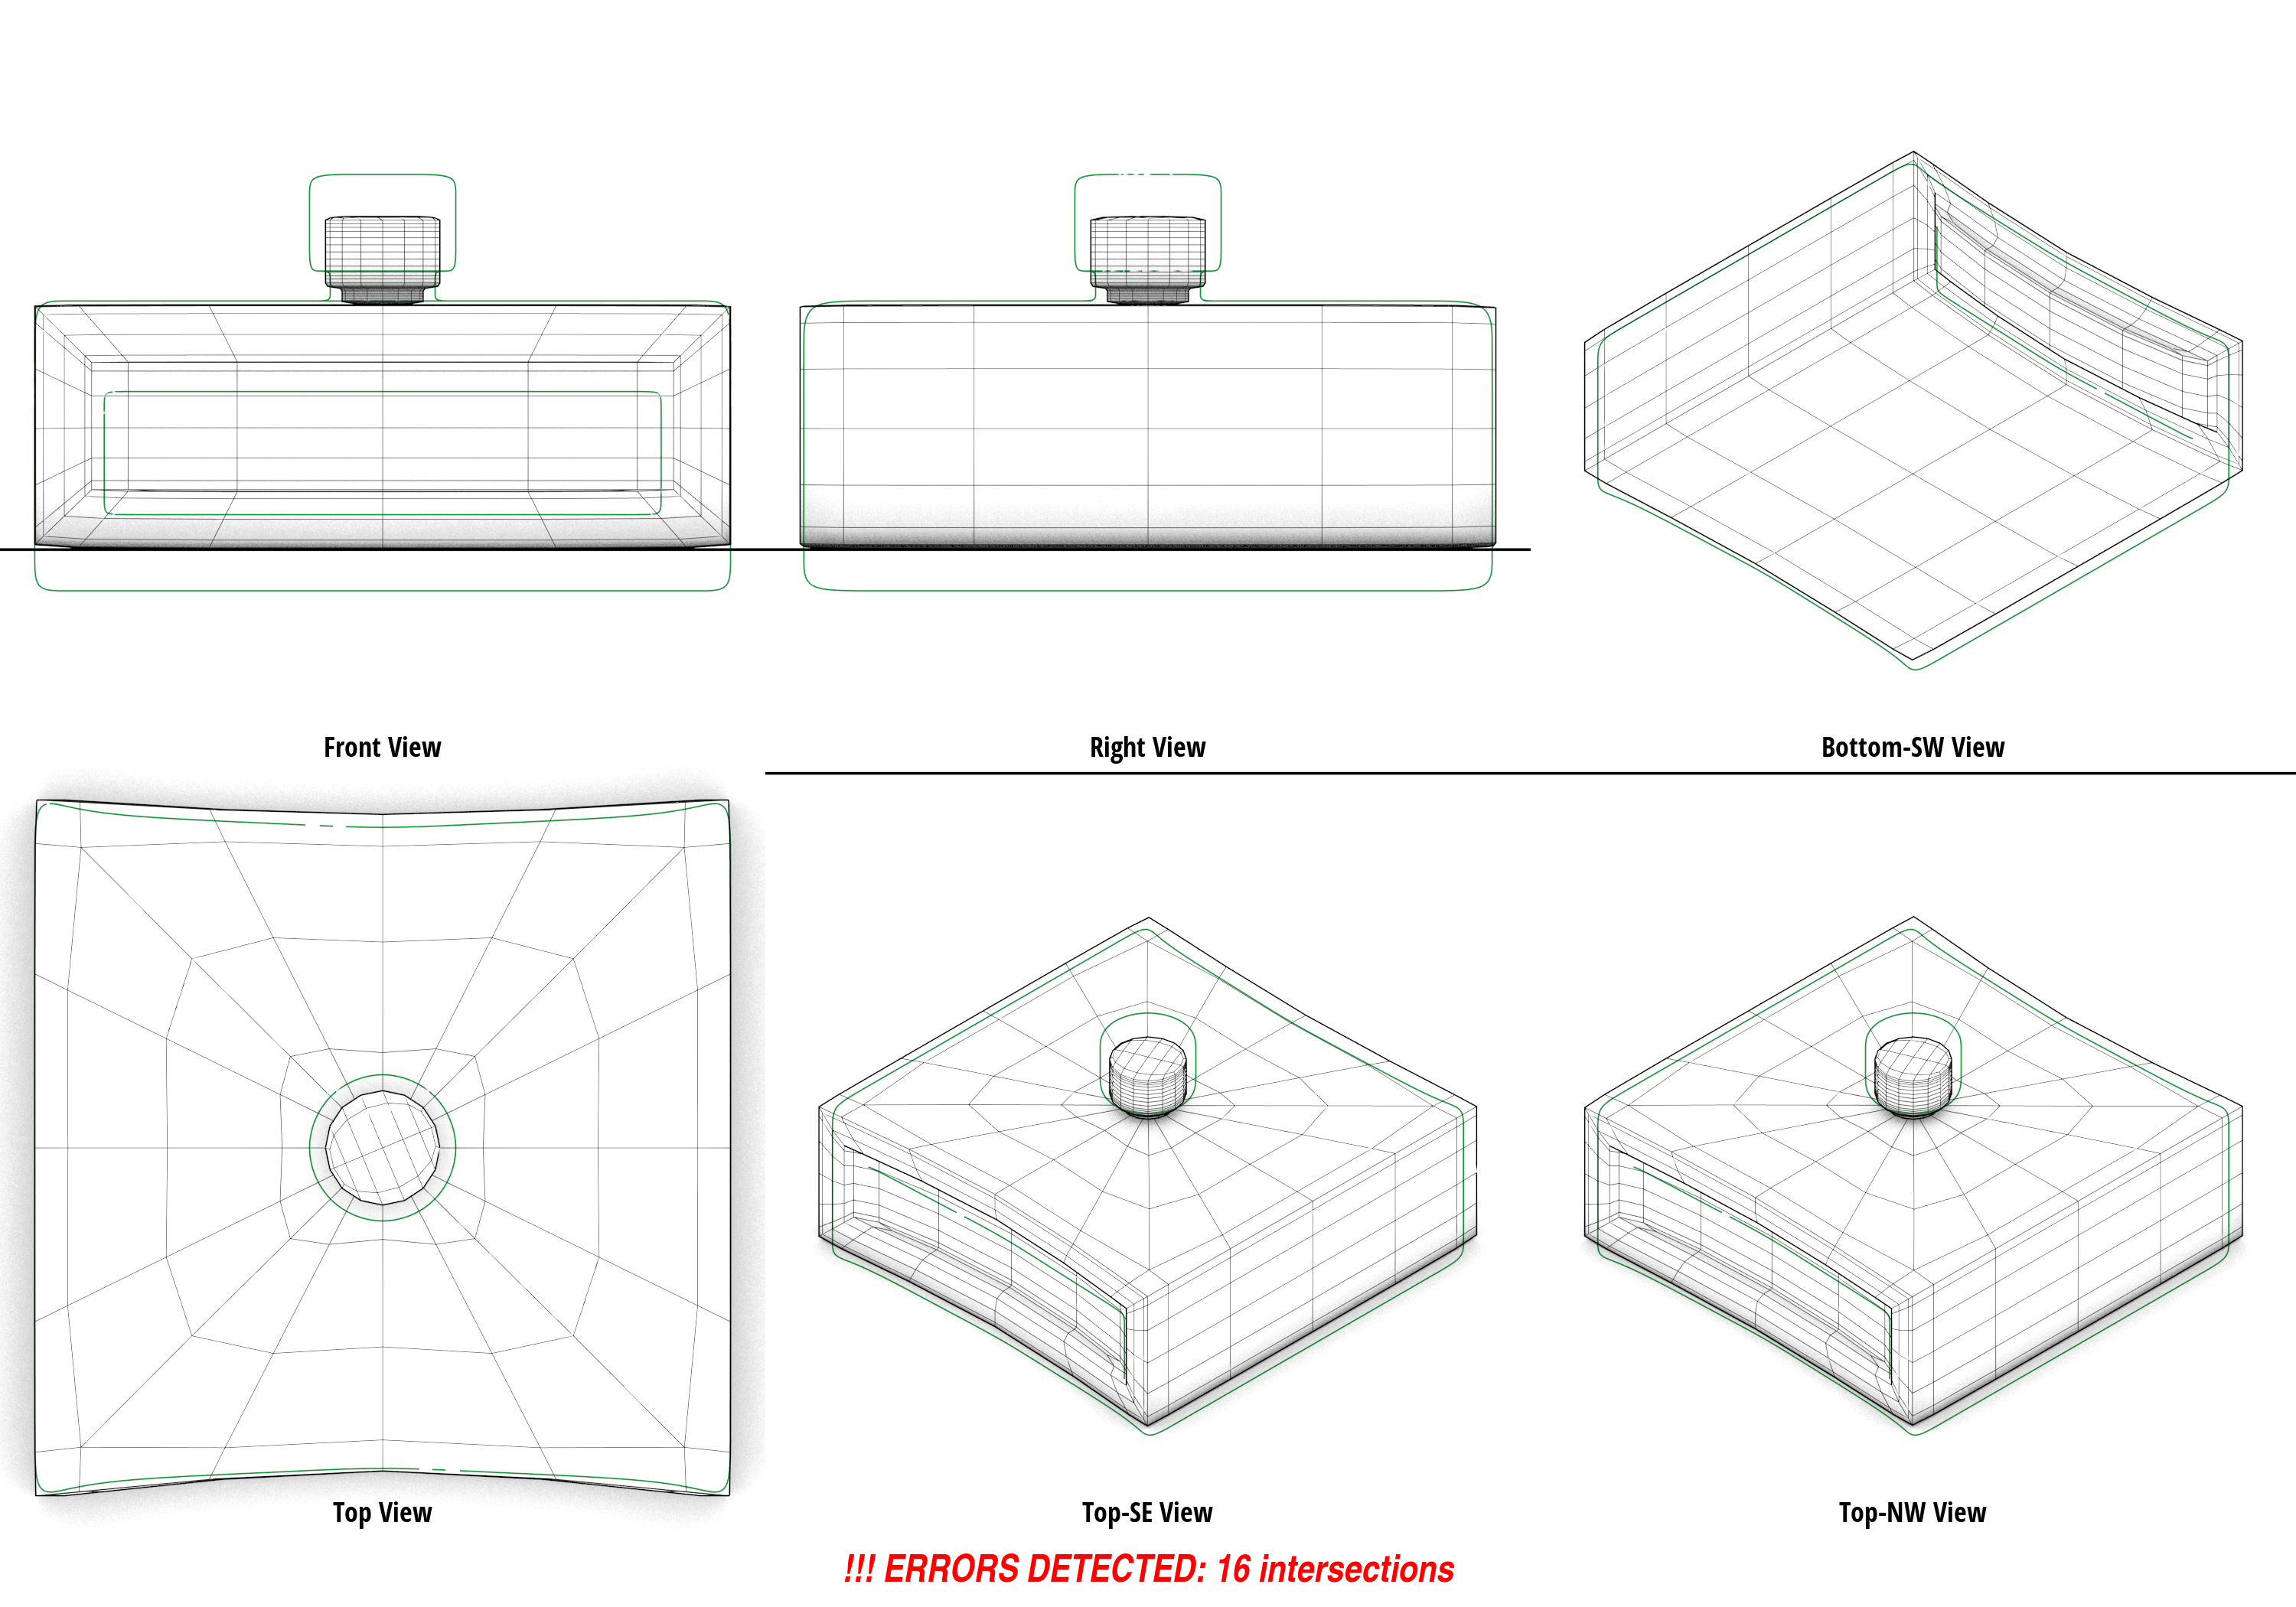 Front View
Right View
Bottom-SW View
Top View
Top-SE View
Top-NW View
!!! ERRORS DETECTED: 16 intersections